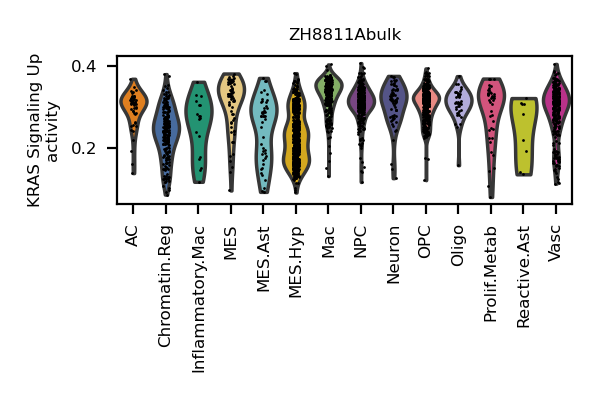 ZH8811Abulk
KRAS Signaling Up
activity
0.4
0.2
AC
Chromatin.Reg
Inflammatory.Mac
MES
MES.Ast
MES.Hyp
Mac
NPC
Neuron
OPC
Oligo
Prolif.Metab
Reactive.Ast
Vasc